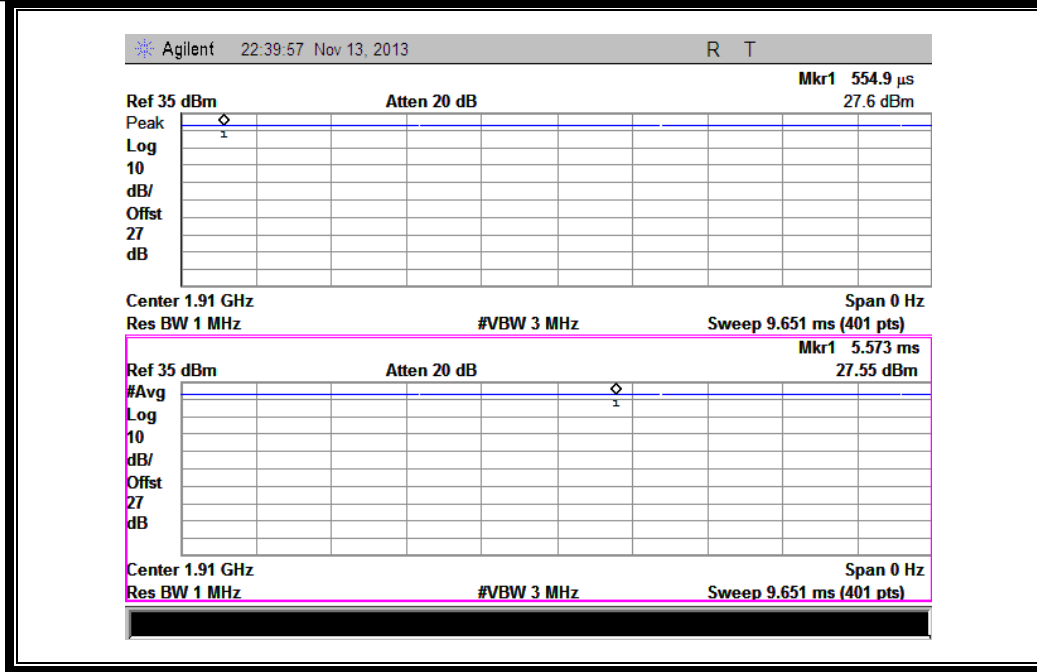 Agilent 22:39:57 Nov 13, 2013 R T
Mkr1 554.9 µs
Ref 35 dBm Atten 20 dB 27.6 dBm
Peak
Log
10
dB/
Offst
27
dB
1
Center 1.91 GHz Span 0 Hz
Res BW 1 MHz #VBW 3 MHz Sweep 9.651 ms (401 pts)
Mkr1 5.573 ms
Ref 35 dBm Atten 20 dB 27.55 dBm
#Avg
Log
10
dB/
Offst
27
dB
1
Center 1.91 GHz Span 0 Hz
Res BW 1 MHz #VBW 3 MHz Sweep 9.651 ms (401 pts)